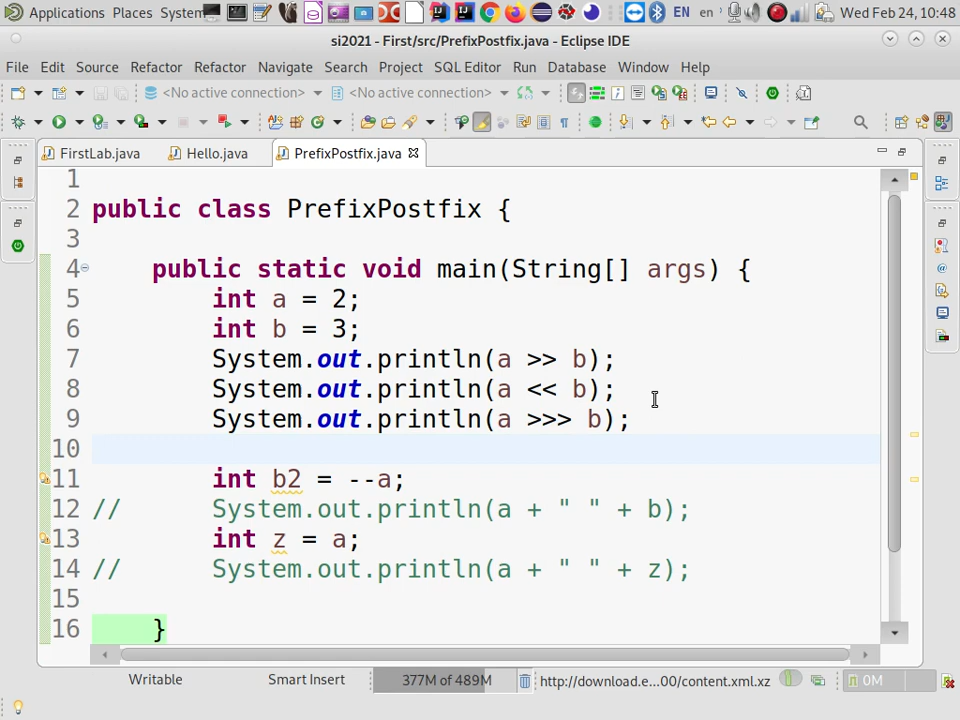 Applications Places System EN en Wed Feb 24, 10:48
si2021 - First/src/PrefixPostfix.java - Eclipse IDE
File Edit Source Refactor Refactor Navigate Search Project SQL Editor Run Database Window Help
<No active connection> <No active connection>
FirstLab.java Hello.java PrefixPostfix.java
1
2 public class PrefixPostfix {
3
4 public static void main(String[] args) {
5 int a = 2;
6 int b = 3;
7 System.out.println(a >> b);
8 System.out.println(a << b);
9 System.out.println(a >>> b);
10
11 int b2 = --a;
12 // System.out.println(a + " " + b);
13 int z = a;
14 // System.out.println(a + " " + z);
15
16 }
Writable Smart Insert 377M of 489M http://download.e...00/content.xml.xz 0M